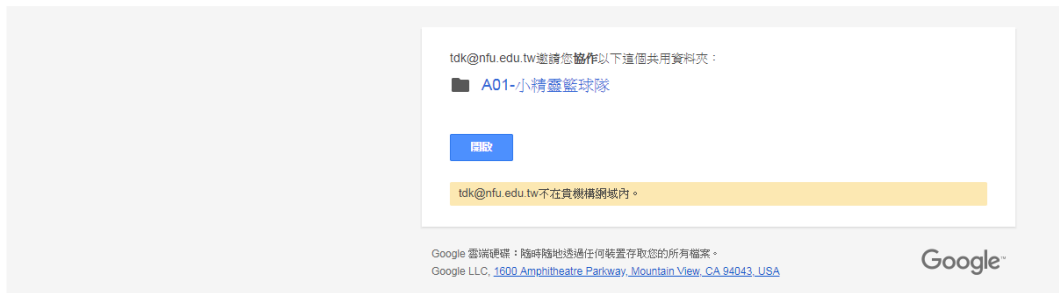 tdk@nfu.edu.tw邀請您協作以下這個共用資料夾：
A01-小精靈籃球隊
開啟
tdk@nfu.edu.tw不在貴機構網域內。
Google 雲端硬碟：隨時隨地透過任何裝置存取您的所有檔案。
Google LLC, 1600 Amphitheatre Parkway, Mountain View, CA 94043, USA
Google™